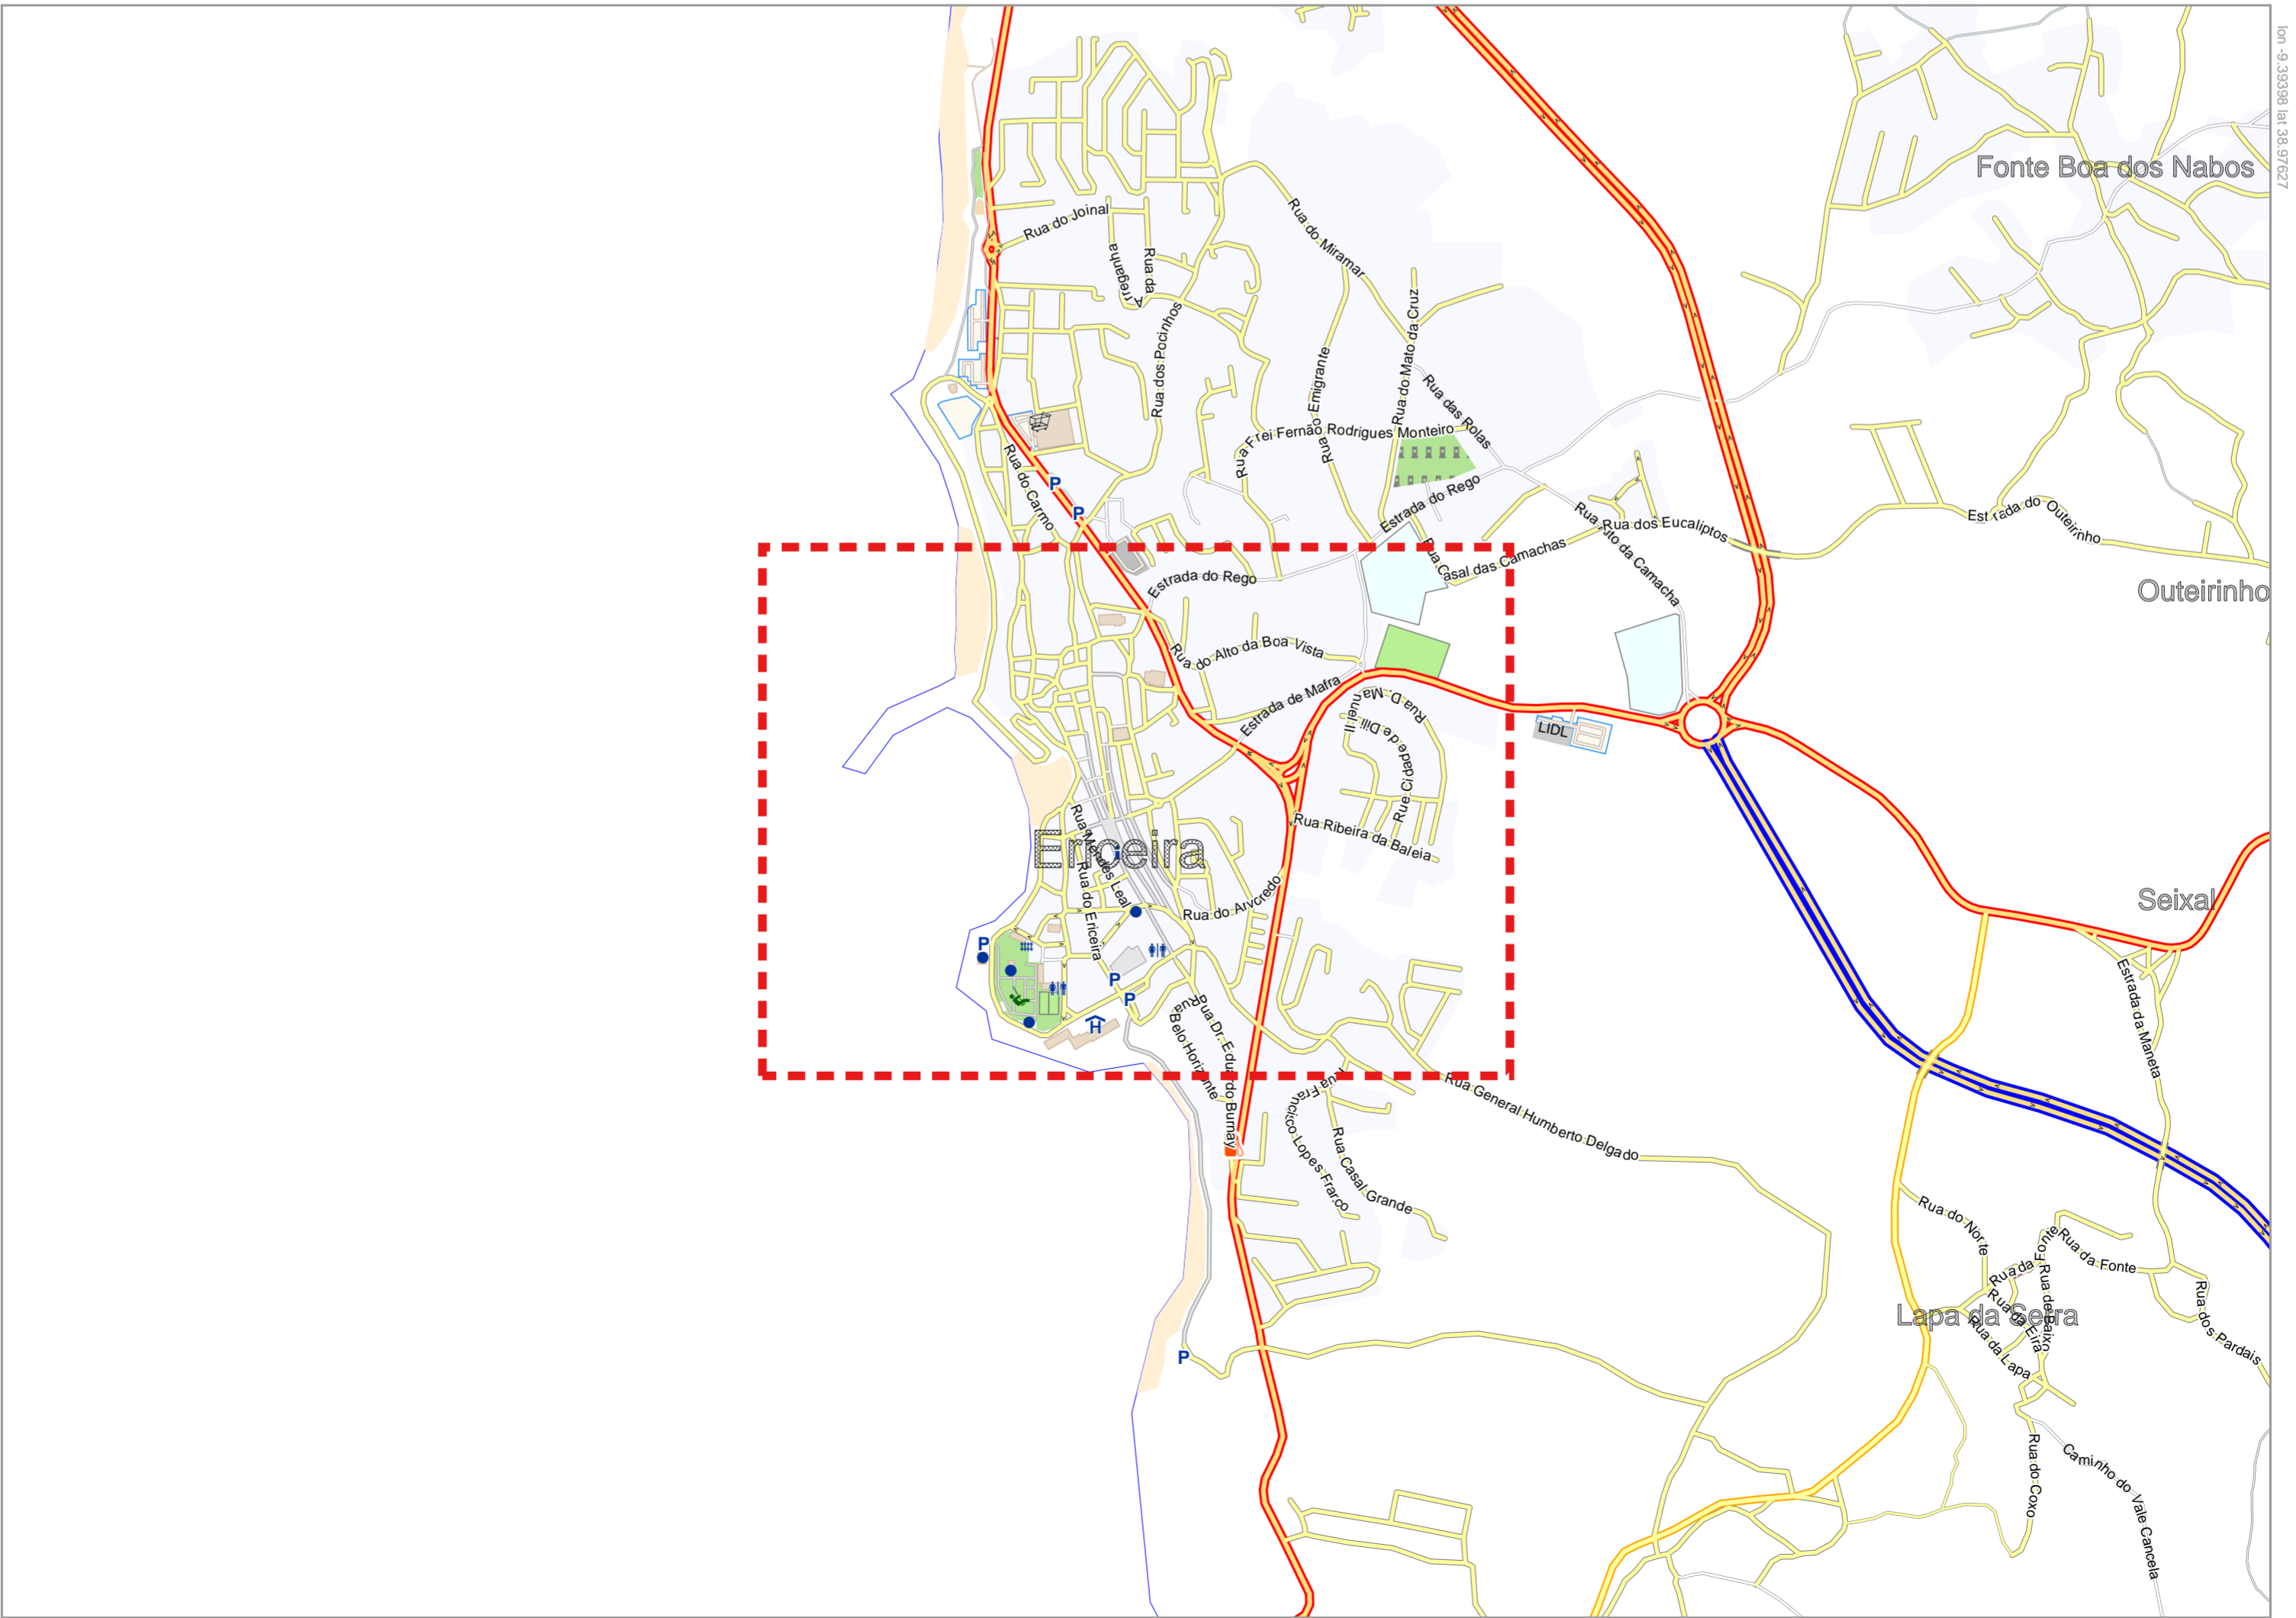 lon -9.39398 lat 38.97627
Fonte Boa dos Nabos
Rua do Joinal
Rua do Miramar
Rua da
Arreganha
Rua dos Pocinhos
Rua do Mato da Cruz
Rua do Emigrante
Rua das Rolas
Rua Frei Fernão Rodrigues Monteiro
Rua do Carmo
P
P
Estrada do Rego
Rua Alto da Camacha
Rua dos Eucaliptos
Estrada do Outeirinho
Rua Casal das Camachas
Estrada do Rego
Outeirinho
Rua do Alto da Boa Vista
Estrada de Mafra
Rua D. Manuel II
Rue Cidade de Dili
LIDL
Rua Ribeira da Baleia
Ericeira
Rua Mendes Leal
Rua do Ericeira
Rua do Arvoredo
Seixal
P
P
P
H
Estrada da Maneta
Rua Belo Horizonte
Rua Dr. Eduardo Burnay
Rua Francisco Lopes Franco
Rua Casal Grande
Rua General Humberto Delgado
Rua do Norte
Rua da Fonte
Rua da Fonte
Rua de Baixo
Rua da Eira
Lapa da Serra
Rua da Lapa
Rua dos Pardais
P
Rua do Coxo
Caminho do Vale Cancela